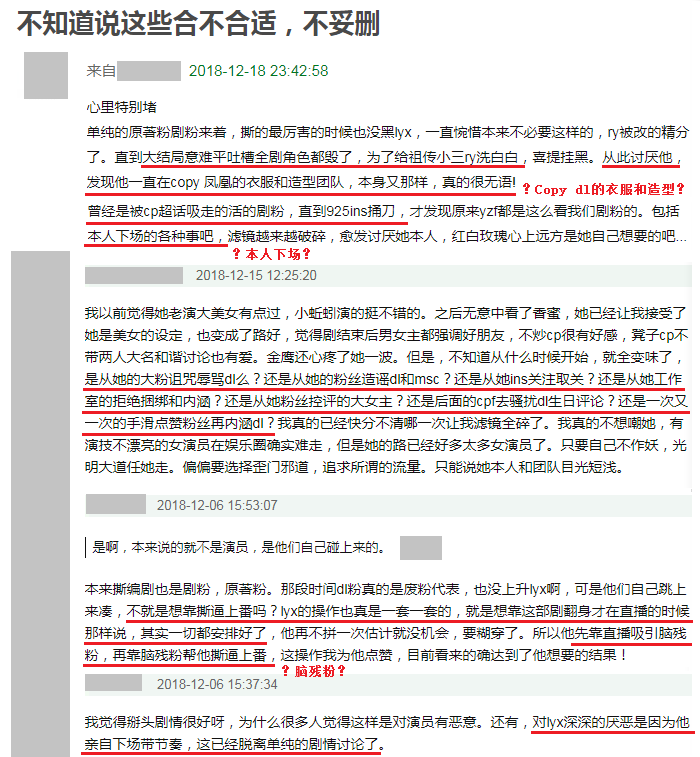 不知道说这些合不合适，不妥删
来自 2018-12-18 23:42:58
心里特别堵
单纯的原著粉剧粉来着，撕的最厉害的时候也没黑lyx，一直惋惜本来不必要这样的，ry被改的精分
了。直到大结局意难平吐槽全剧角色都毁了，为了给祖传小三ry洗白白，喜提挂黑。从此讨厌他，
发现他一直在copy 凤凰的衣服和造型团队，本身又那样，真的很无语!
？Copy dl的衣服和造型？
曾经是被cp超话吸走的活的剧粉，直到925ins捅刀，才发现原来yzf都是这么看我们剧粉的。包括
本人下场的各种事吧，滤镜越来越破碎，愈发讨厌她本人，红白玫瑰心上远方是她自己想要的吧...
？本人下场？
2018-12-15 12:25:20
我以前觉得她老演大美女有点过，小蚯蚓演的挺不错的。之后无意中看了香蜜，她已经让我接受了
她是美女的设定，也变成了路好，觉得剧结束后男女主都强调好朋友，不炒cp很有好感，凳子cp不
带两人大名和谐讨论也有爱。金鹰还心疼了她一波。但是，不知道从什么时候开始，就全变味了，
是从她的大粉诅咒辱骂dl么？还是从她的粉丝造谣dl和msc？还是从她ins关注取关？还是从她工作
室的拒绝捆绑和内涵？还是从她粉丝控评的大女主？还是后面的cpf去骚扰dl生日评论？还是一次又
一次的手滑点赞粉丝再内涵dl？我真的已经快分不清哪一次让我滤镜全碎了。我真的不想嘲她，有
演技不漂亮的女演员在娱乐圈确实难走，但是她的路已经好多太多女演员了。只要自己不作妖，光
明大道任她走。偏偏要选择歪门邪道，追求所谓的流量。只能说她本人和团队目光短浅。
2018-12-06 15:53:07
是啊，本来说的就不是演员，是他们自己碰上来的。
本来撕编剧也是剧粉，原著粉。那段时间dl粉真的是废粉代表，也没上升lyx啊，可是他们自己跳上
来凑，不就是想靠撕逼上番吗？lyx的操作也真是一套一套的，就是想靠这部剧翻身才在直播的时候
那样说，其实一切都安排好了，他再不拼一次估计就没机会，要糊穿了。所以他先靠直播吸引脑残
粉，再靠脑残粉帮他撕逼上番，这操作我为他点赞，目前看来的确达到了他想要的结果！
？脑残粉？
2018-12-06 15:37:34
我觉得掰头剧情很好呀，为什么很多人觉得这样是对演员有恶意。还有，对lyx深深的厌恶是因为他
亲自下场带节奏，这已经脱离单纯的剧情讨论了。